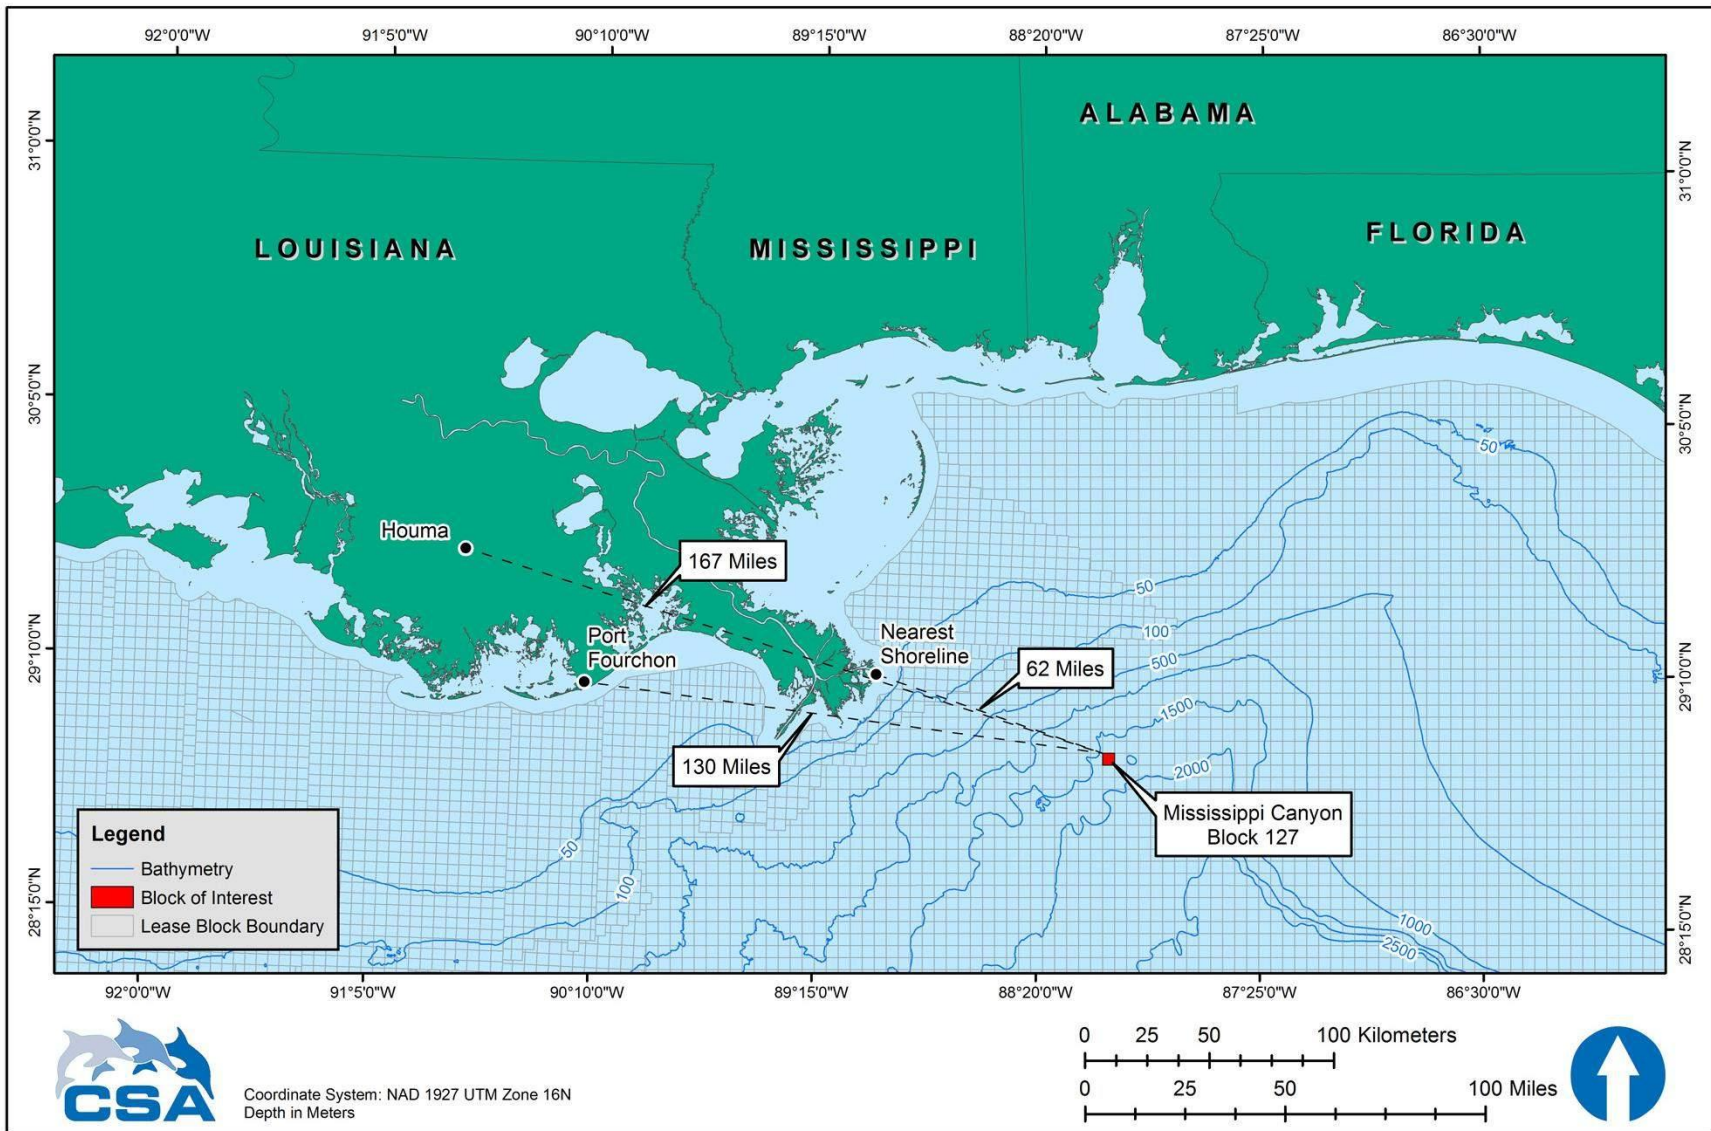 92°0'0"W
91°5'0"W
90°10'0"W
89°15'0"W
88°20'0"W
87°25'0"W
86°30'0"W
31°0'0"N
31°0'0"N
ALABAMA
LOUISIANA
MISSISSIPPI
FLORIDA
30°5'0"N
30°5'0"N
50
Houma
167 Miles
50
100
500
Port
Fourchon
Nearest
Shoreline
62 Miles
29°10'0"N
29°10'0"N
1500
130 Miles
2000
Mississippi Canyon
Block 127
50
100
1000
2500
28°15'0"N
28°15'0"N
Legend
Bathymetry
Block of Interest
Lease Block Boundary
92°0'0"W
91°5'0"W
90°10'0"W
89°15'0"W
88°20'0"W
87°25'0"W
86°30'0"W
CSA
Coordinate System: NAD 1927 UTM Zone 16N
Depth in Meters
0 25 50 100 Kilometers
0 25 50 100 Miles